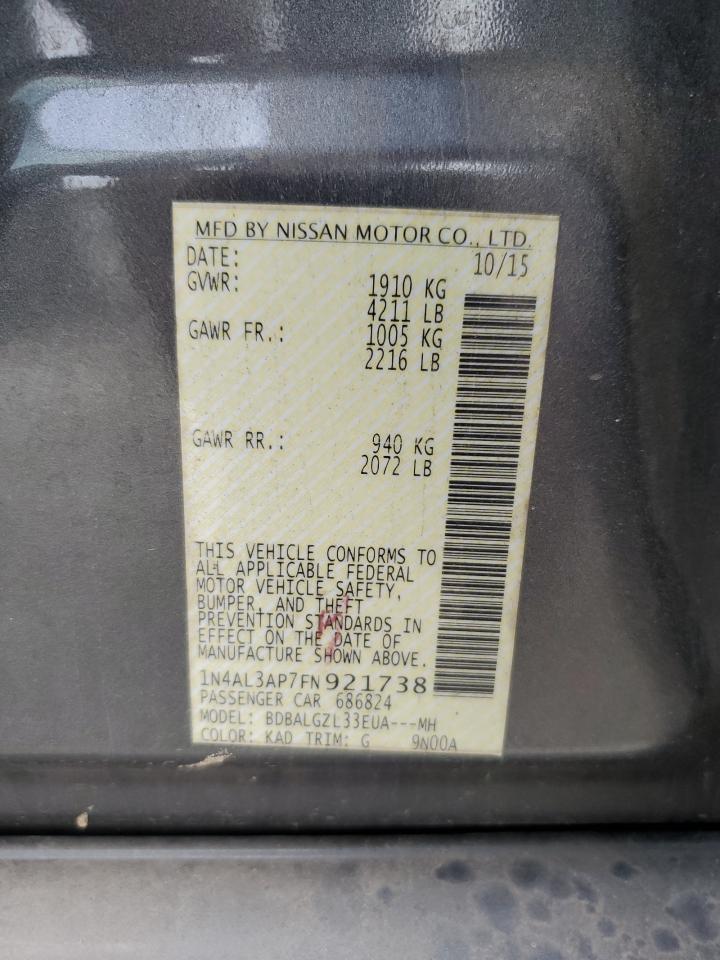 MFD BY NISSAN MOTOR CO., LTD.
DATE: 10/15
GVWR: 1910 KG
4211 LB
GAWR FR.: 1005 KG
2216 LB
GAWR RR.: 940 KG
2072 LB
THIS VEHICLE CONFORMS TO
ALL APPLICABLE FEDERAL
MOTOR VEHICLE SAFETY,
BUMPER, AND THEFT
PREVENTION STANDARDS IN
EFFECT ON THE DATE OF
MANUFACTURE SHOWN ABOVE.
1N4AL3AP7FN921738
PASSENGER CAR 686824
MODEL: BDBALGZL33EUA---MH
COLOR: KAD TRIM: G 9N00A